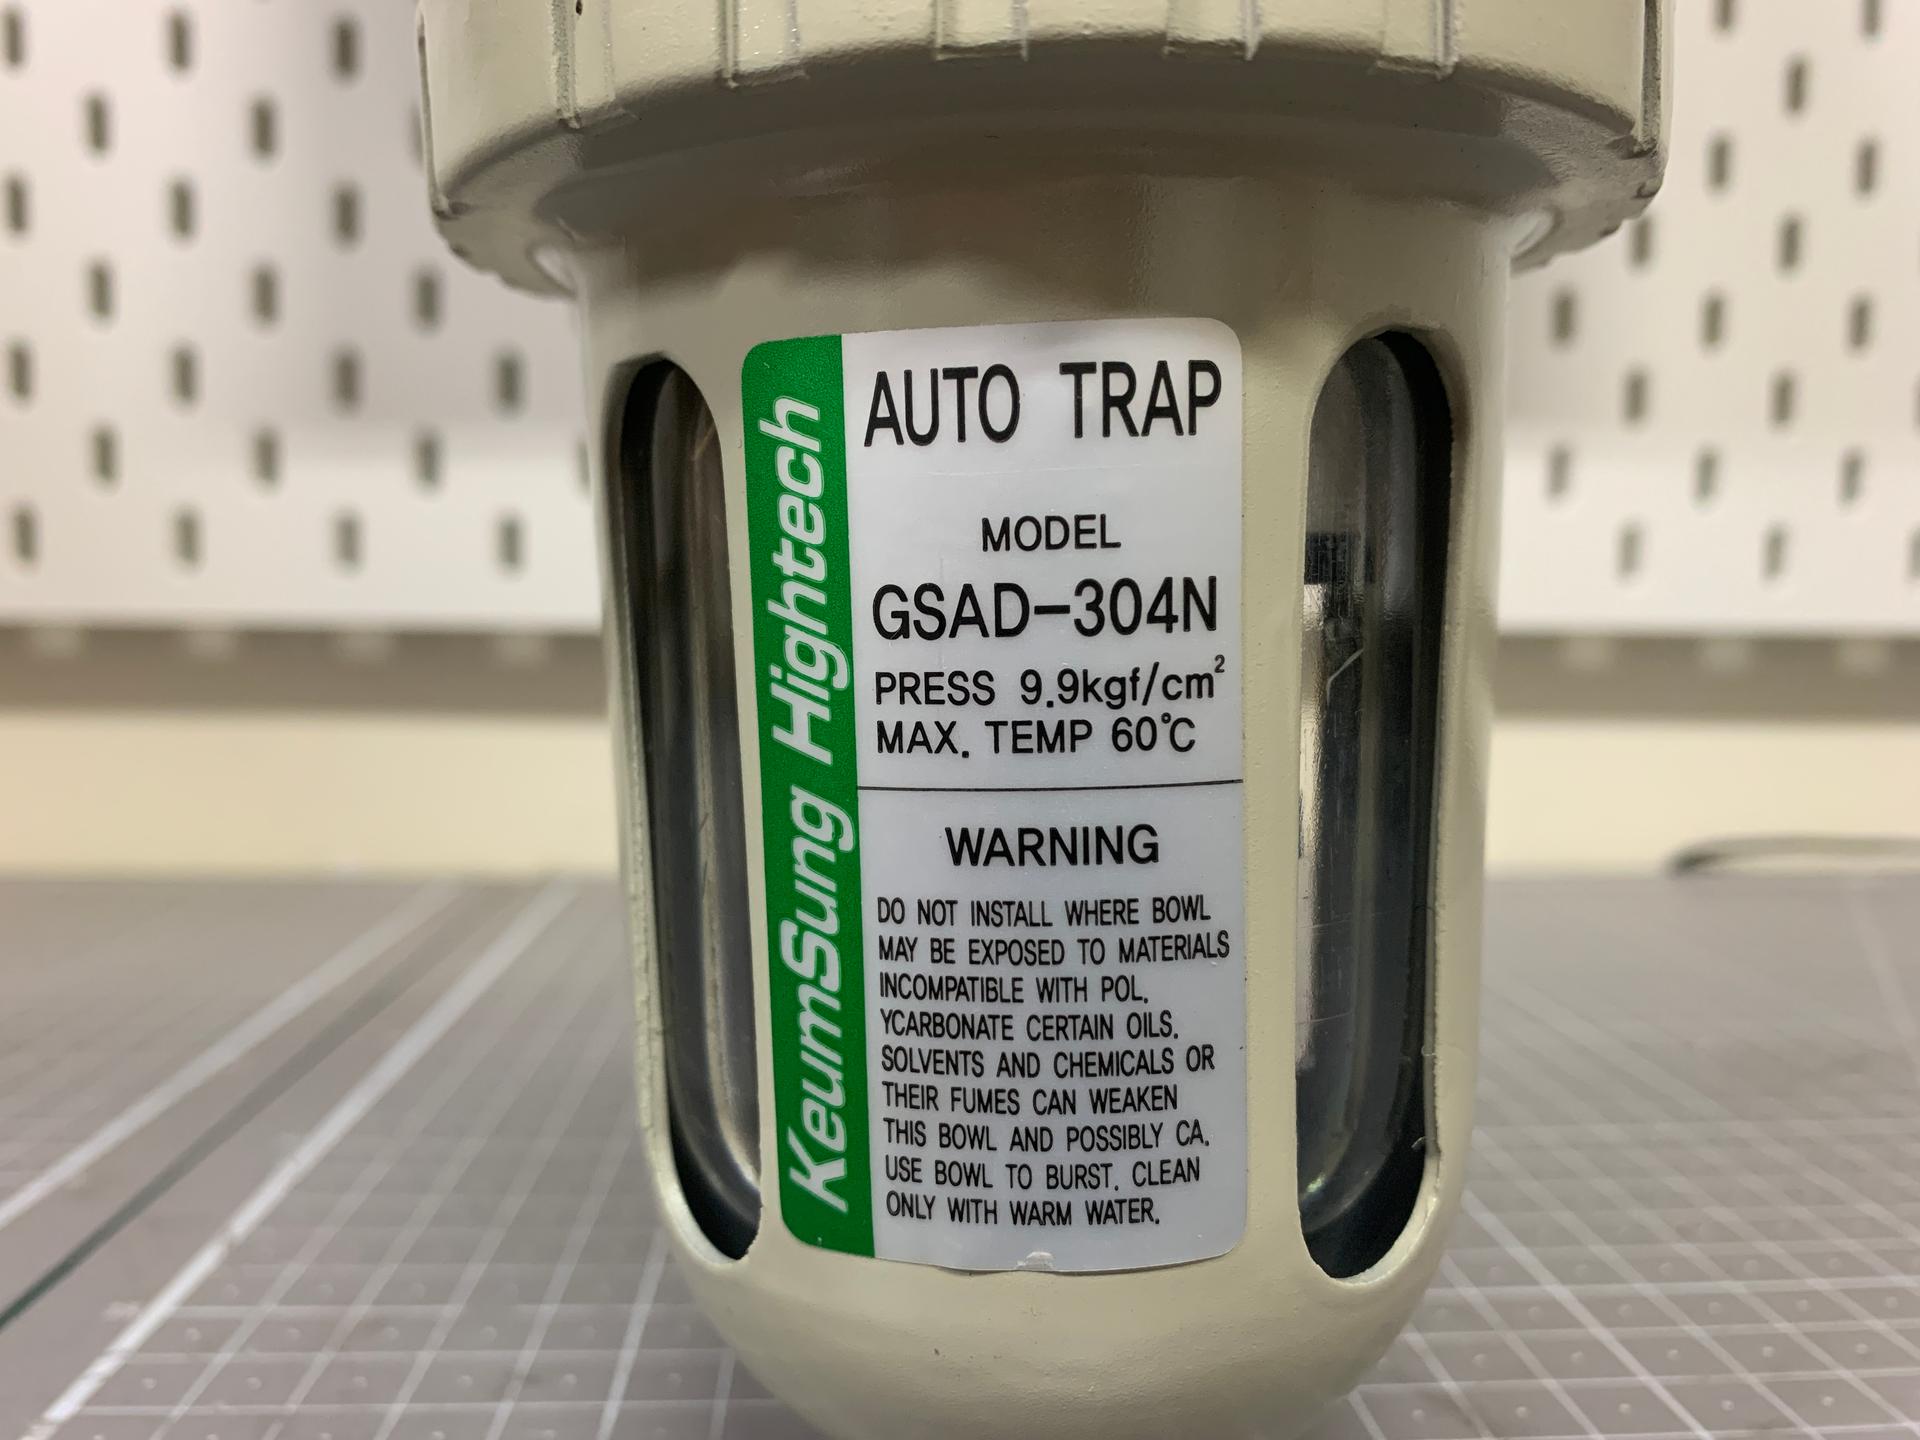 KeumSung Hightech
AUTO TRAP
MODEL
GSAD-304N
PRESS 9.9kgf/cm²
MAX. TEMP 60℃
WARNING
DO NOT INSTALL WHERE BOWL
MAY BE EXPOSED TO MATERIALS
INCOMPATIBLE WITH POL.
YCARBONATE CERTAIN OILS.
SOLVENTS AND CHEMICALS OR
THEIR FUMES CAN WEAKEN
THIS BOWL AND POSSIBLY CA.
USE BOWL TO BURST. CLEAN
ONLY WITH WARM WATER.